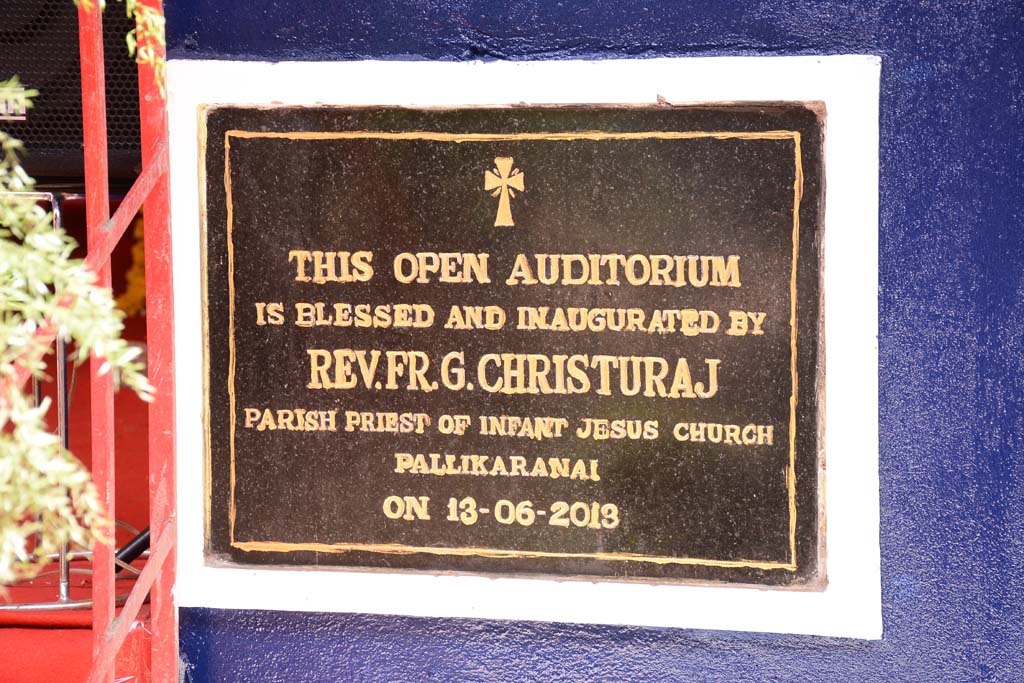 THIS OPEN AUDITORIUM
IS BLESSED AND INAUGURATED BY
REV.FR.G.CHRISTURAJ
PARISH PRIEST OF INFANT JESUS CHURCH
PALLIKARANAI
ON 13-06-2013